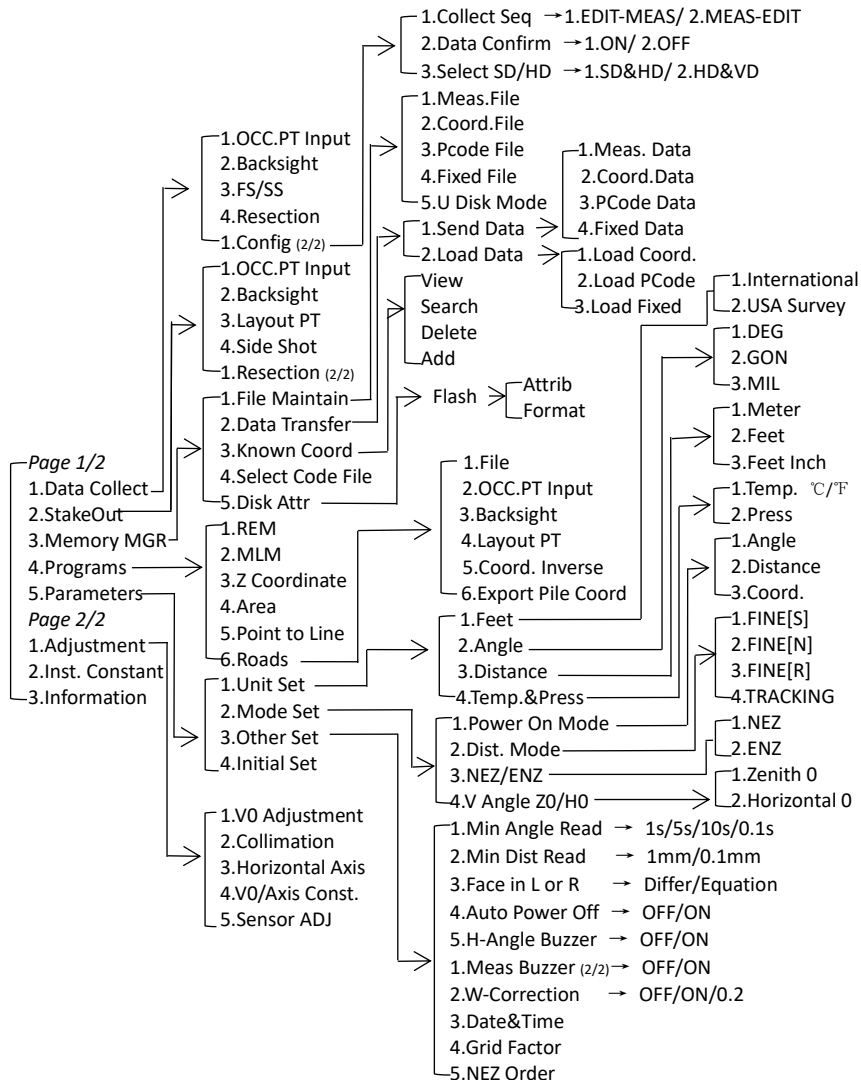 1.Collect Seq →1.EDIT-MEAS/ 2.MEAS-EDIT
2.Data Confirm →1.ON/ 2.OFF
3.Select SD/HD →1.SD&HD/ 2.HD&VD
1.Meas.File
2.Coord.File
3.Pcode File
4.Fixed File
5.U Disk Mode
1.OCC.PT Input
2.Backsight
3.FS/SS
4.Resection
1.Config (2/2)
1.Meas. Data
2.Coord.Data
3.PCode Data
4.Fixed Data
1.Send Data
2.Load Data
1.Load Coord.
2.Load PCode
3.Load Fixed
1.OCC.PT Input
2.Backsight
3.Layout PT
4.Side Shot
1.Resection (2/2)
View
Search
Delete
Add
1.International
2.USA Survey
1.DEG
2.GON
3.MIL
1.File Maintain
2.Data Transfer
3.Known Coord
4.Select Code File
5.Disk Attr
Flash
Attrib
Format
1.Meter
2.Feet
3.Feet Inch
Page 1/2
1.Data Collect
2.StakeOut
3.Memory MGR
4.Programs
5.Parameters
Page 2/2
1.Adjustment
2.Inst. Constant
3.Information
1.File
2.OCC.PT Input
3.Backsight
4.Layout PT
5.Coord. Inverse
6.Export Pile Coord
1.Temp. ℃/℉
2.Press
1.REM
2.MLM
3.Z Coordinate
4.Area
5.Point to Line
6.Roads
1.Angle
2.Distance
3.Coord.
1.Feet
2.Angle
3.Distance
4.Temp.&Press
1.FINE[S]
2.FINE[N]
3.FINE[R]
4.TRACKING
1.Unit Set
2.Mode Set
3.Other Set
4.Initial Set
1.Power On Mode
2.Dist. Mode
3.NEZ/ENZ
4.V Angle Z0/H0
1.NEZ
2.ENZ
1.Zenith 0
2.Horizontal 0
1.V0 Adjustment
2.Collimation
3.Horizontal Axis
4.V0/Axis Const.
5.Sensor ADJ
1.Min Angle Read → 1s/5s/10s/0.1s
2.Min Dist Read → 1mm/0.1mm
3.Face in L or R → Differ/Equation
4.Auto Power Off → OFF/ON
5.H-Angle Buzzer → OFF/ON
1.Meas Buzzer (2/2)→ OFF/ON
2.W-Correction → OFF/ON/0.2
3.Date&Time
4.Grid Factor
5.NEZ Order